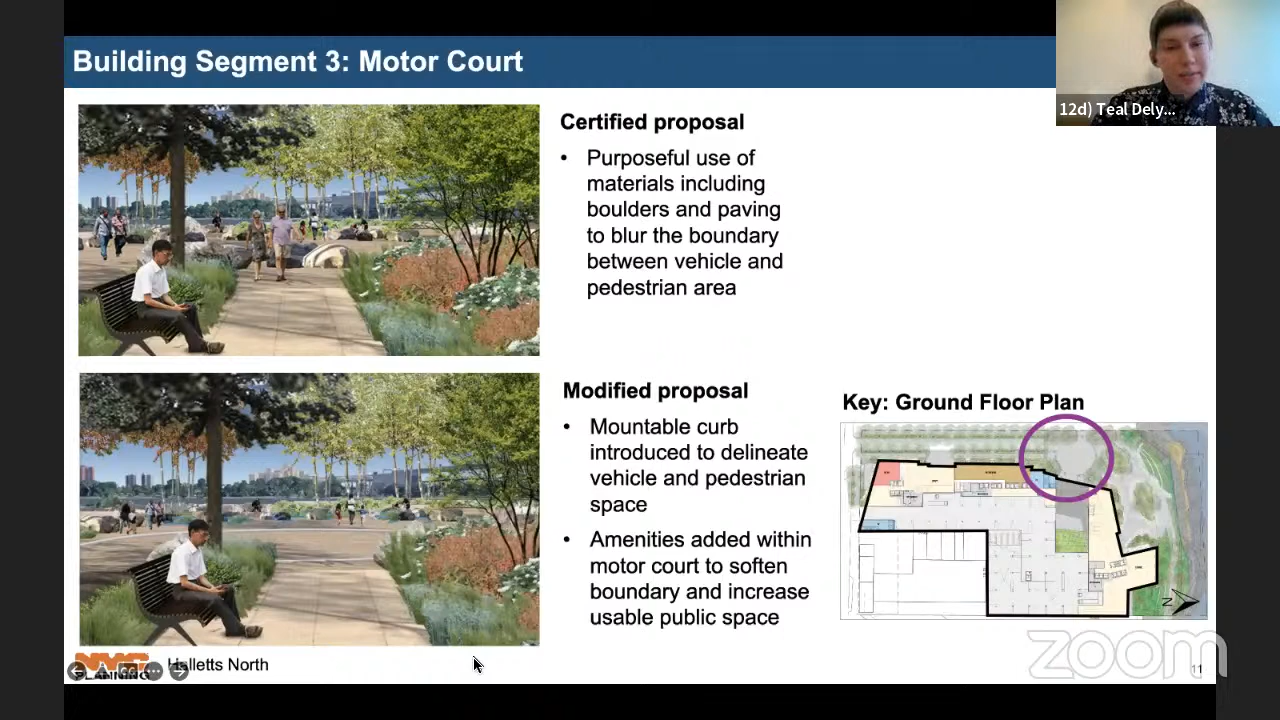 Building Segment 3: Motor Court
12d) Teal Dely...
Certified proposal
• Purposeful use of
materials including
boulders and paving
to blur the boundary
between vehicle and
pedestrian area
Modified proposal
• Mountable curb
introduced to delineate
vehicle and pedestrian
space
• Amenities added within
motor court to soften
boundary and increase
usable public space
Key: Ground Floor Plan
Z
NYC
PLANNING
Halletts North
zoom
11